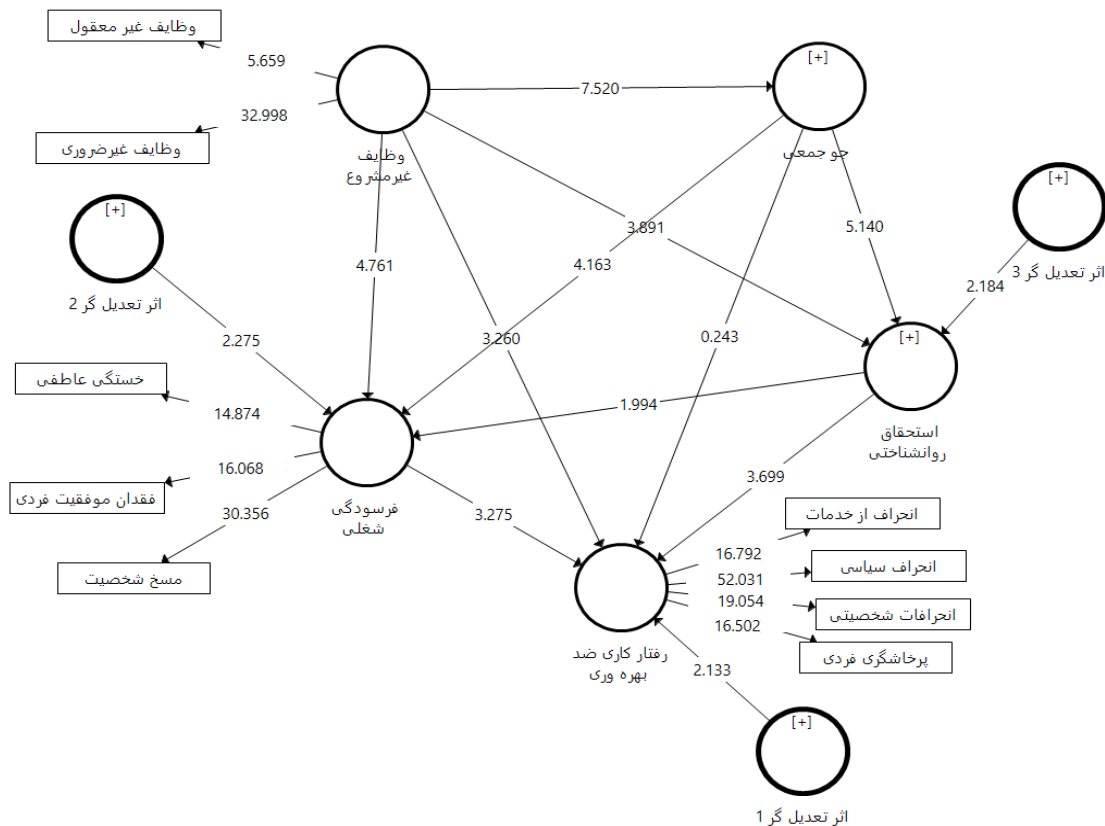 وظایف غیر معقول
5.659
32.998
وظایف غیرضروری
وظایف
غیرمشروع
7.520
[+]
جو جمعی
[+]
اثر تعدیل گر 2
[+]
اثر تعدیل گر 3
4.761
4.163
3.891
5.140
2.184
2.275
3.260
0.243
[+]
استحقاق
روانشناختی
1.994
خستگی عاطفی
14.874
16.068
فقدان موفقیت فردی
30.356
مسخ شخصیت
فرسودگی
شغلی
3.275
3.699
انحراف از خدمات
16.792
انحراف سیاسی
52.031
19.054
انحرافات شخصیتی
16.502
پرخاشگری فردی
رفتار کاری ضد
بهره وری
2.133
[+]
اثر تعدیل گر 1